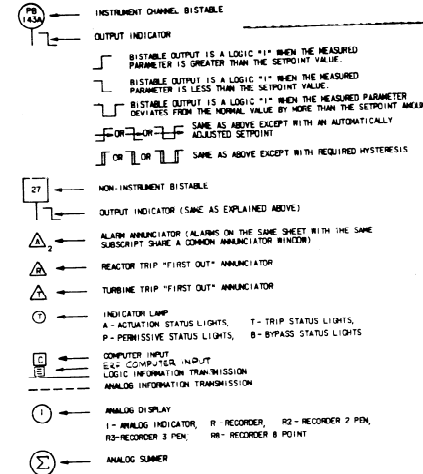 PB
143A
INSTRUMENT CHANNEL BISTABLE
OUTPUT INDICATOR
BISTABLE OUTPUT IS A LOGIC "1" WHEN THE MEASURED
PARAMETER IS GREATER THAN THE SETPOINT VALUE.
BISTABLE OUTPUT IS A LOGIC "1" WHEN THE MEASURED
PARAMETER IS LESS THAN THE SETPOINT VALUE.
BISTABLE OUTPUT IS A LOGIC "1" WHEN THE MEASURED PARAMETER
DEVIATES FROM THE NORMAL VALUE BY MORE THAN THE SETPOINT
OR OR SAME AS ABOVE EXCEPT WITH AN AUTOMATICALLY
ADJUSTED SETPOINT
OR OR SAME AS ABOVE EXCEPT WITH REQUIRED HYSTERESIS
27 NON-INSTRUMENT BISTABLE
OUTPUT INDICATOR (SAME AS EXPLAINED ABOVE)
A 2 ALARM ANNUNCIATOR (ALARMS ON THE SAME SHEET WITH THE SAME
SUBSCRIPT SHARE A COMMON ANNUNCIATOR WINDOW)
R REACTOR TRIP "FIRST OUT" ANNUNCIATOR
T TURBINE TRIP "FIRST OUT" ANNUNCIATOR
T INDICATOR LAMP
A - ACTUATION STATUS LIGHTS, T - TRIP STATUS LIGHTS,
P - PERMISSIVE STATUS LIGHTS, B - BYPASS STATUS LIGHTS
C COMPUTER INPUT
E ERF COMPUTER INPUT
LOGIC INFORMATION TRANSMISSION
ANALOG INFORMATION TRANSMISSION
I ANALOG DISPLAY
I - ANALOG INDICATOR, R - RECORDER, R2 - RECORDER 2 PEN,
R3-RECORDER 3 PEN, R8- RECORDER 8 POINT
Σ ANALOG SUMMER